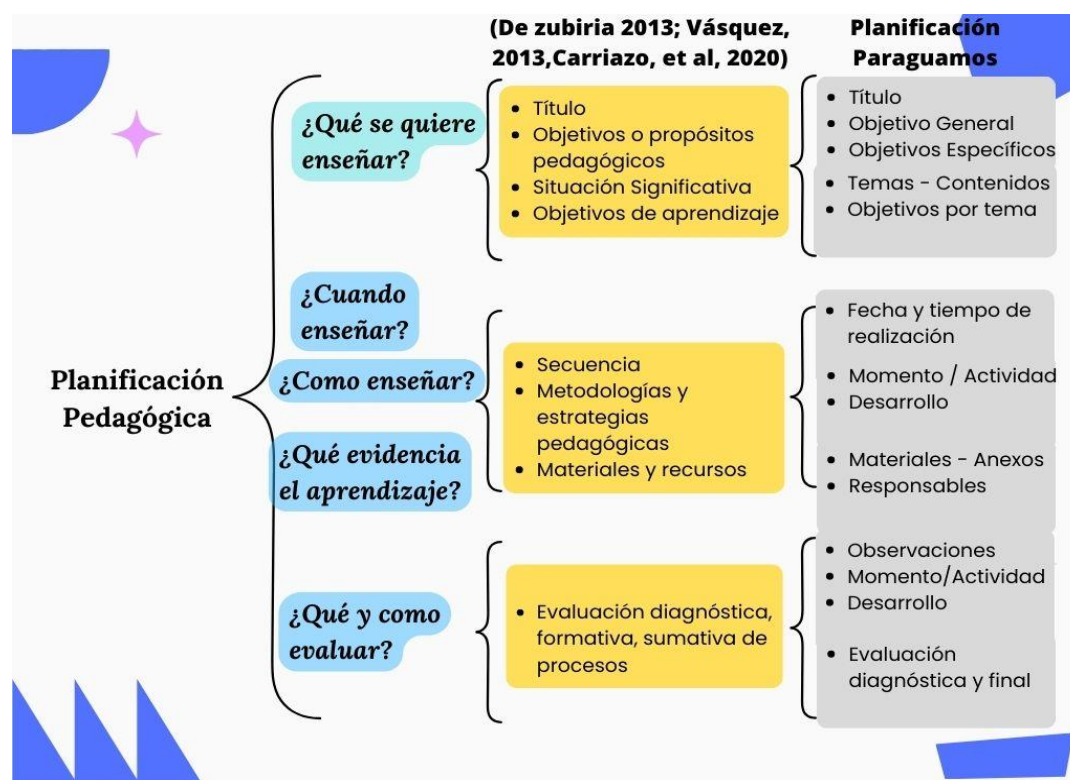 (De zubiria 2013; Vásquez,
2013,Carriazo, et al, 2020)
Planificación
Paraguamos
Planificación
Pedagógica
¿Qué se quiere
enseñar?
• Título
• Objetivos o propósitos
pedagógicos
• Situación Significativa
• Objetivos de aprendizaje
• Título
• Objetivo General
• Objetivos Específicos
• Temas - Contenidos
• Objetivos por tema
¿Cuando
enseñar?
¿Como enseñar?
¿Qué evidencia
el aprendizaje?
• Secuencia
• Metodologías y
estrategias
pedagógicas
• Materiales y recursos
• Fecha y tiempo de
realización
• Momento / Actividad
• Desarrollo
• Materiales - Anexos
• Responsables
¿Qué y como
evaluar?
• Evaluación diagnóstica,
formativa, sumativa de
procesos
• Observaciones
• Momento/Actividad
• Desarrollo
• Evaluación
diagnóstica y final